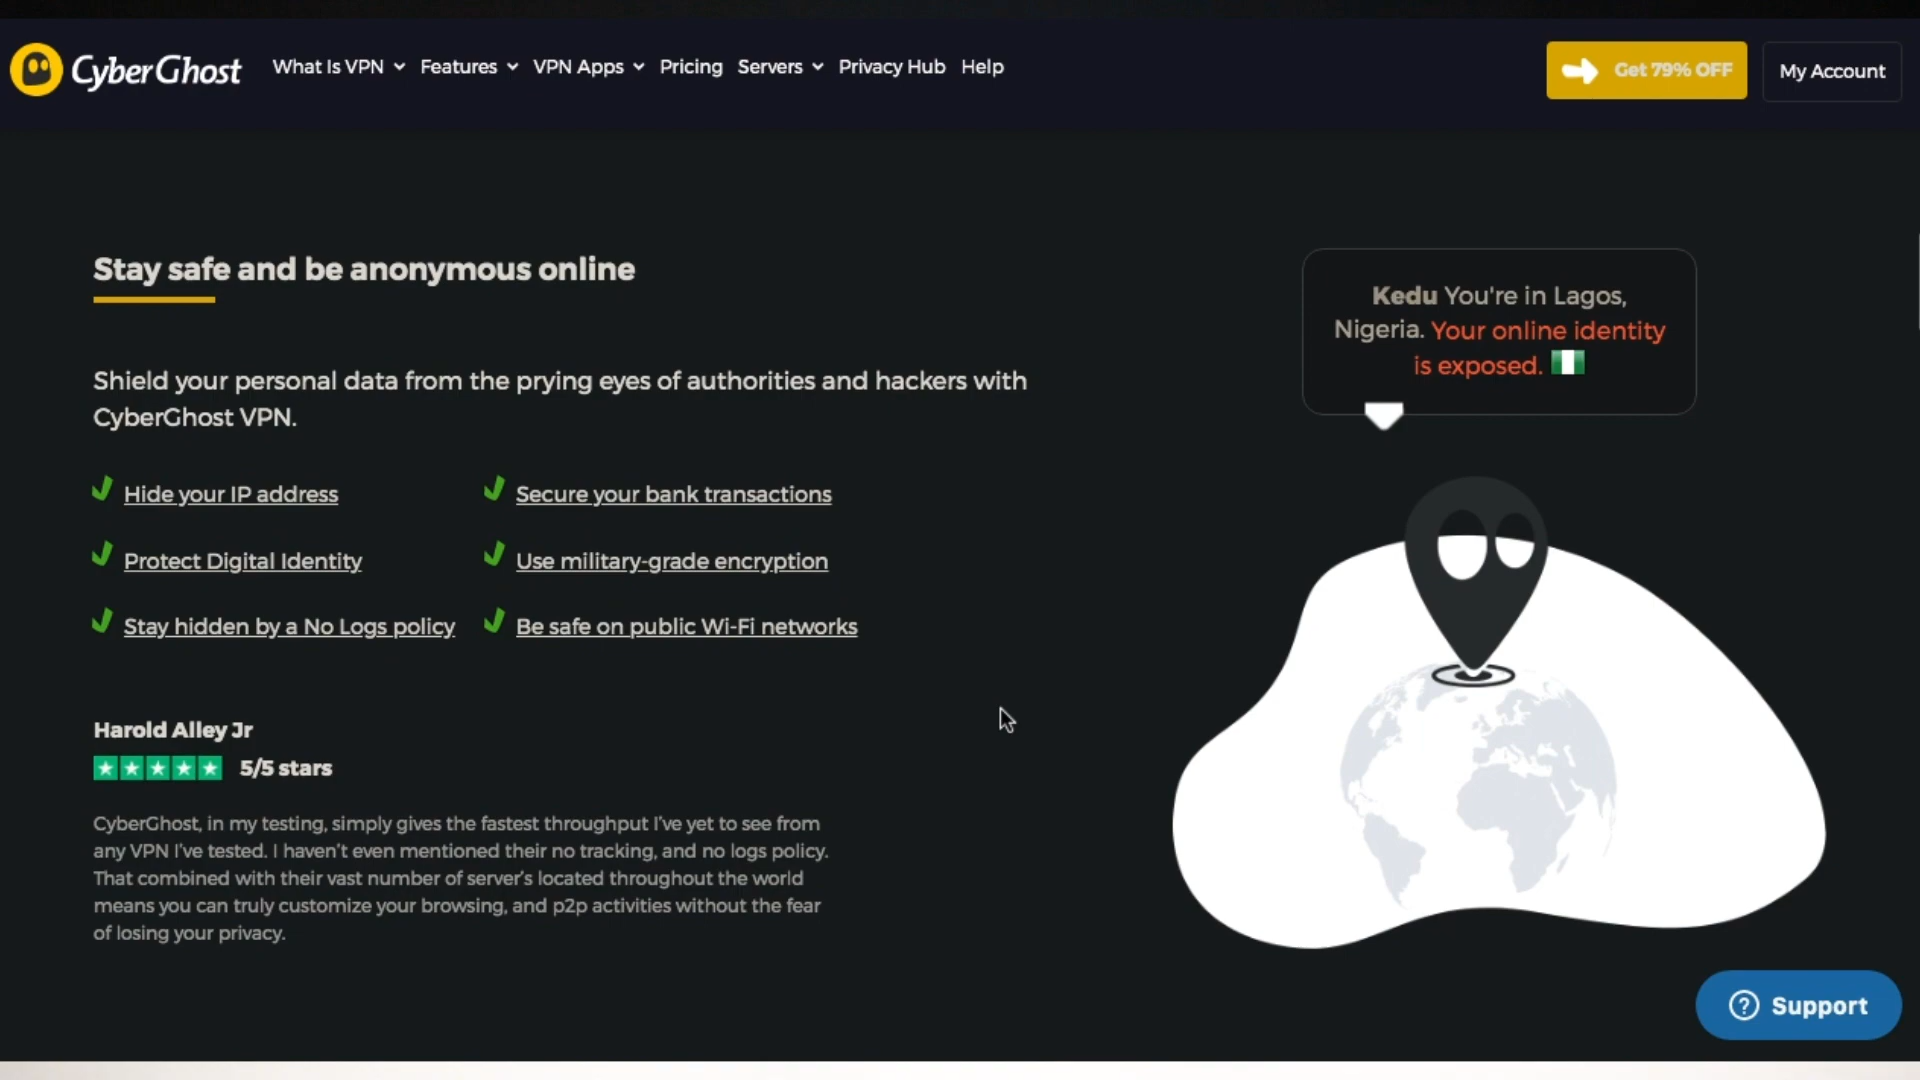 CyberGhost
What Is VPN
Features
VPN Apps
Pricing
Servers
Privacy Hub
Help
Get 79% OFF
My Account
Stay safe and be anonymous online
Shield your personal data from the prying eyes of authorities and hackers with
CyberGhost VPN.
Hide your IP address
Secure your bank transactions
Protect Digital Identity
Use military-grade encryption
Stay hidden by a No Logs policy
Be safe on public Wi-Fi networks
Harold Alley Jr
5/5 stars
CyberGhost, in my testing, simply gives the fastest throughput I've yet to see from
any VPN I've tested. I haven't even mentioned their no tracking, and no logs policy.
That combined with their vast number of server's located throughout the world
means you can truly customize your browsing, and p2p activities without the fear
of losing your privacy.
Kedu You're in Lagos,
Nigeria. Your online identity
is exposed.
Support